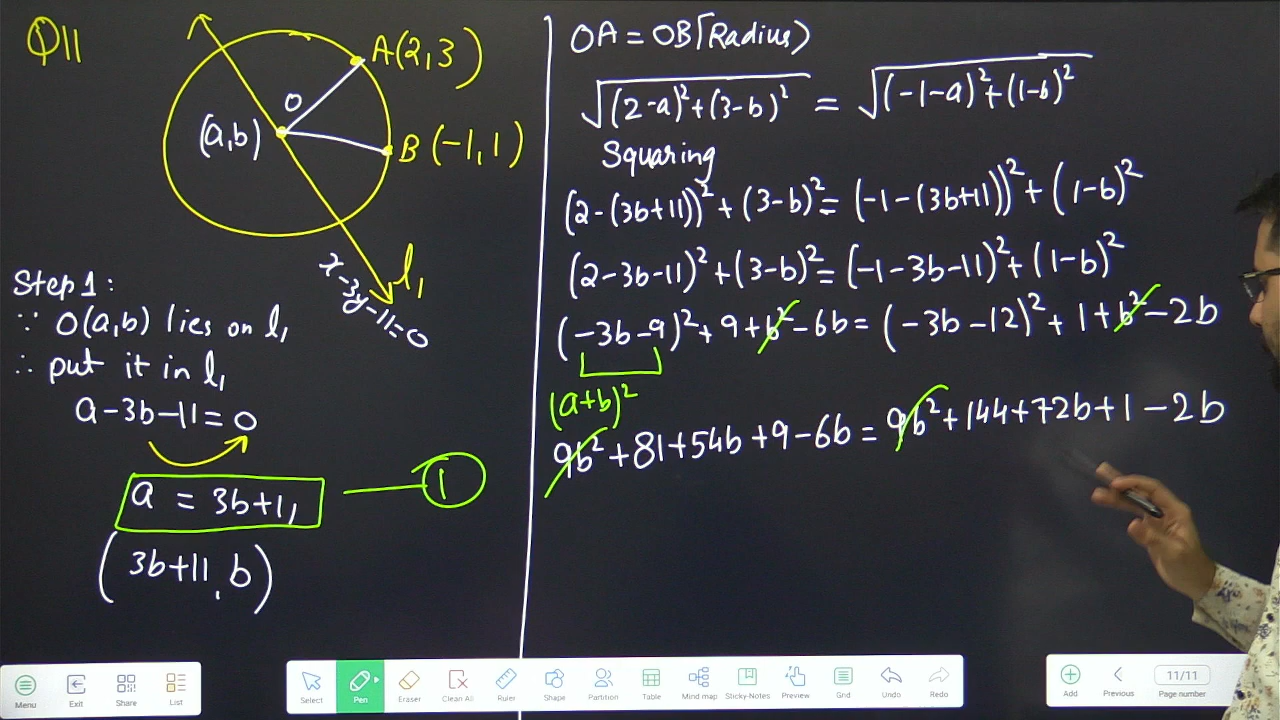 Q11
A(2,3)
O
(a,b)
B(-1,1)
l₁
x-3y-11=0
Step 1:
∵ O(a,b) lies on l₁
∴ put it in l₁
a-3b-11=0
a = 3b+11
1
(3b+11, b)
OA = OB [Radius)
√(2-a)²+(3-b)² = √(-1-a)²+(1-b)²
Squaring
(2-(3b+11))²+(3-b)²=(-1-(3b+11))²+(1-b)²
(2-3b-11)²+(3-b)²=(-1-3b-11)²+(1-b)²
(-3b-9)²+9+b²-6b=(-3b-12)²+1+b²-2b
(a+b)²
9b²+81+54b+9-6b=9b²+144+72b+1-2b
Menu
Exit
Share
List
Select
Pen
Eraser
Clean All
Ruler
Shape
Partition
Table
Mind map
Sticky-Notes
Preview
Grid
Undo
Redo
Add
Previous
11/11
Page number